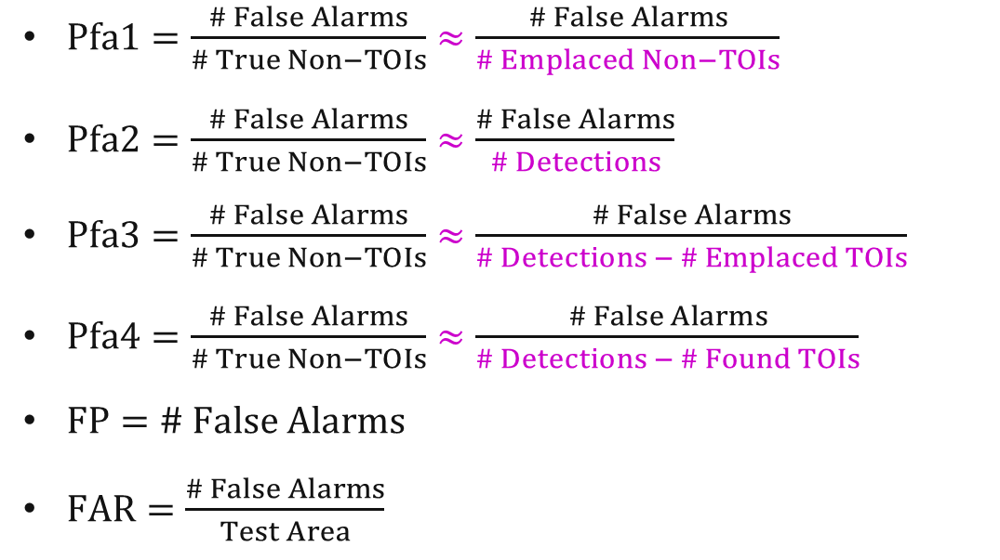 • Pfa1 = # False Alarms / # True Non−TOIs ≈ # False Alarms / # Emplaced Non−TOIs
• Pfa2 = # False Alarms / # True Non−TOIs ≈ # False Alarms / # Detections
• Pfa3 = # False Alarms / # True Non−TOIs ≈ # False Alarms / # Detections − # Emplaced TOIs
• Pfa4 = # False Alarms / # True Non−TOIs ≈ # False Alarms / # Detections − # Found TOIs
• FP = # False Alarms
• FAR = # False Alarms / Test Area